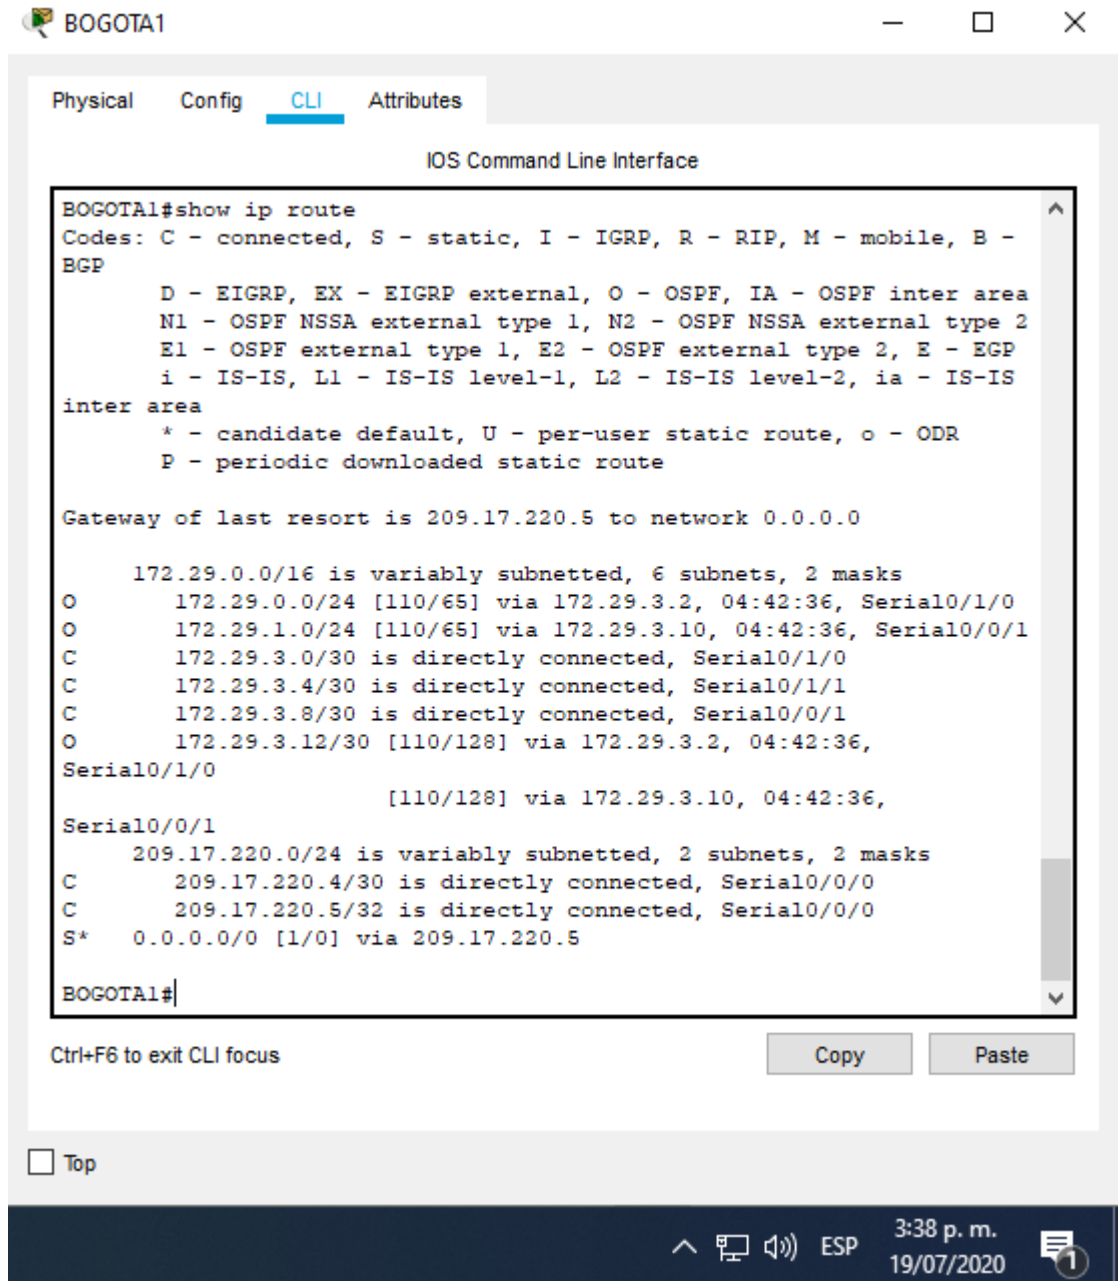 BOGOTA1
Physical Config CLI Attributes
IOS Command Line Interface
BOGOTA1#show ip route
Codes: C - connected, S - static, I - IGRP, R - RIP, M - mobile, B -
BGP
D - EIGRP, EX - EIGRP external, O - OSPF, IA - OSPF inter area
N1 - OSPF NSSA external type 1, N2 - OSPF NSSA external type 2
E1 - OSPF external type 1, E2 - OSPF external type 2, E - EGP
i - IS-IS, L1 - IS-IS level-1, L2 - IS-IS level-2, ia - IS-IS
inter area
* - candidate default, U - per-user static route, o - ODR
P - periodic downloaded static route
Gateway of last resort is 209.17.220.5 to network 0.0.0.0
172.29.0.0/16 is variably subnetted, 6 subnets, 2 masks
O 172.29.0.0/24 [110/65] via 172.29.3.2, 04:42:36, Serial0/1/0
O 172.29.1.0/24 [110/65] via 172.29.3.10, 04:42:36, Serial0/0/1
C 172.29.3.0/30 is directly connected, Serial0/1/0
C 172.29.3.4/30 is directly connected, Serial0/1/1
C 172.29.3.8/30 is directly connected, Serial0/0/1
O 172.29.3.12/30 [110/128] via 172.29.3.2, 04:42:36,
Serial0/1/0
[110/128] via 172.29.3.10, 04:42:36,
Serial0/0/1
209.17.220.0/24 is variably subnetted, 2 subnets, 2 masks
C 209.17.220.4/30 is directly connected, Serial0/0/0
C 209.17.220.5/32 is directly connected, Serial0/0/0
S* 0.0.0.0/0 [1/0] via 209.17.220.5
BOGOTA1#
Ctrl+F6 to exit CLI focus
Copy Paste
Top
ESP
3:38 p. m.
19/07/2020
1